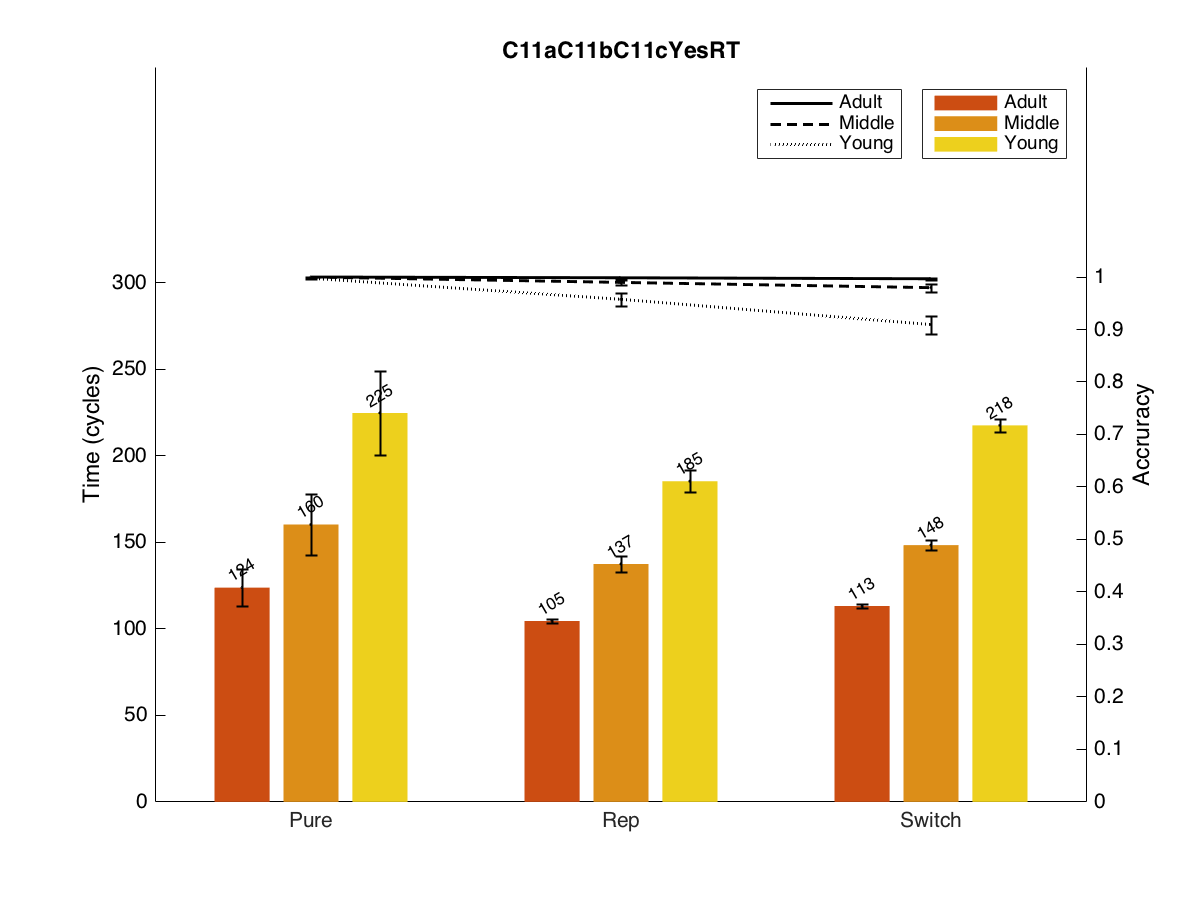 C11aC11bC11cYesRT
Adult
Middle
Young
Adult
Middle
Young
Time (cycles)
300
250
200
150
100
50
0
Accruracy
1
0.9
0.8
0.7
0.6
0.5
0.4
0.3
0.2
0.1
0
124
160
225
105
137
185
113
148
218
Pure
Rep
Switch